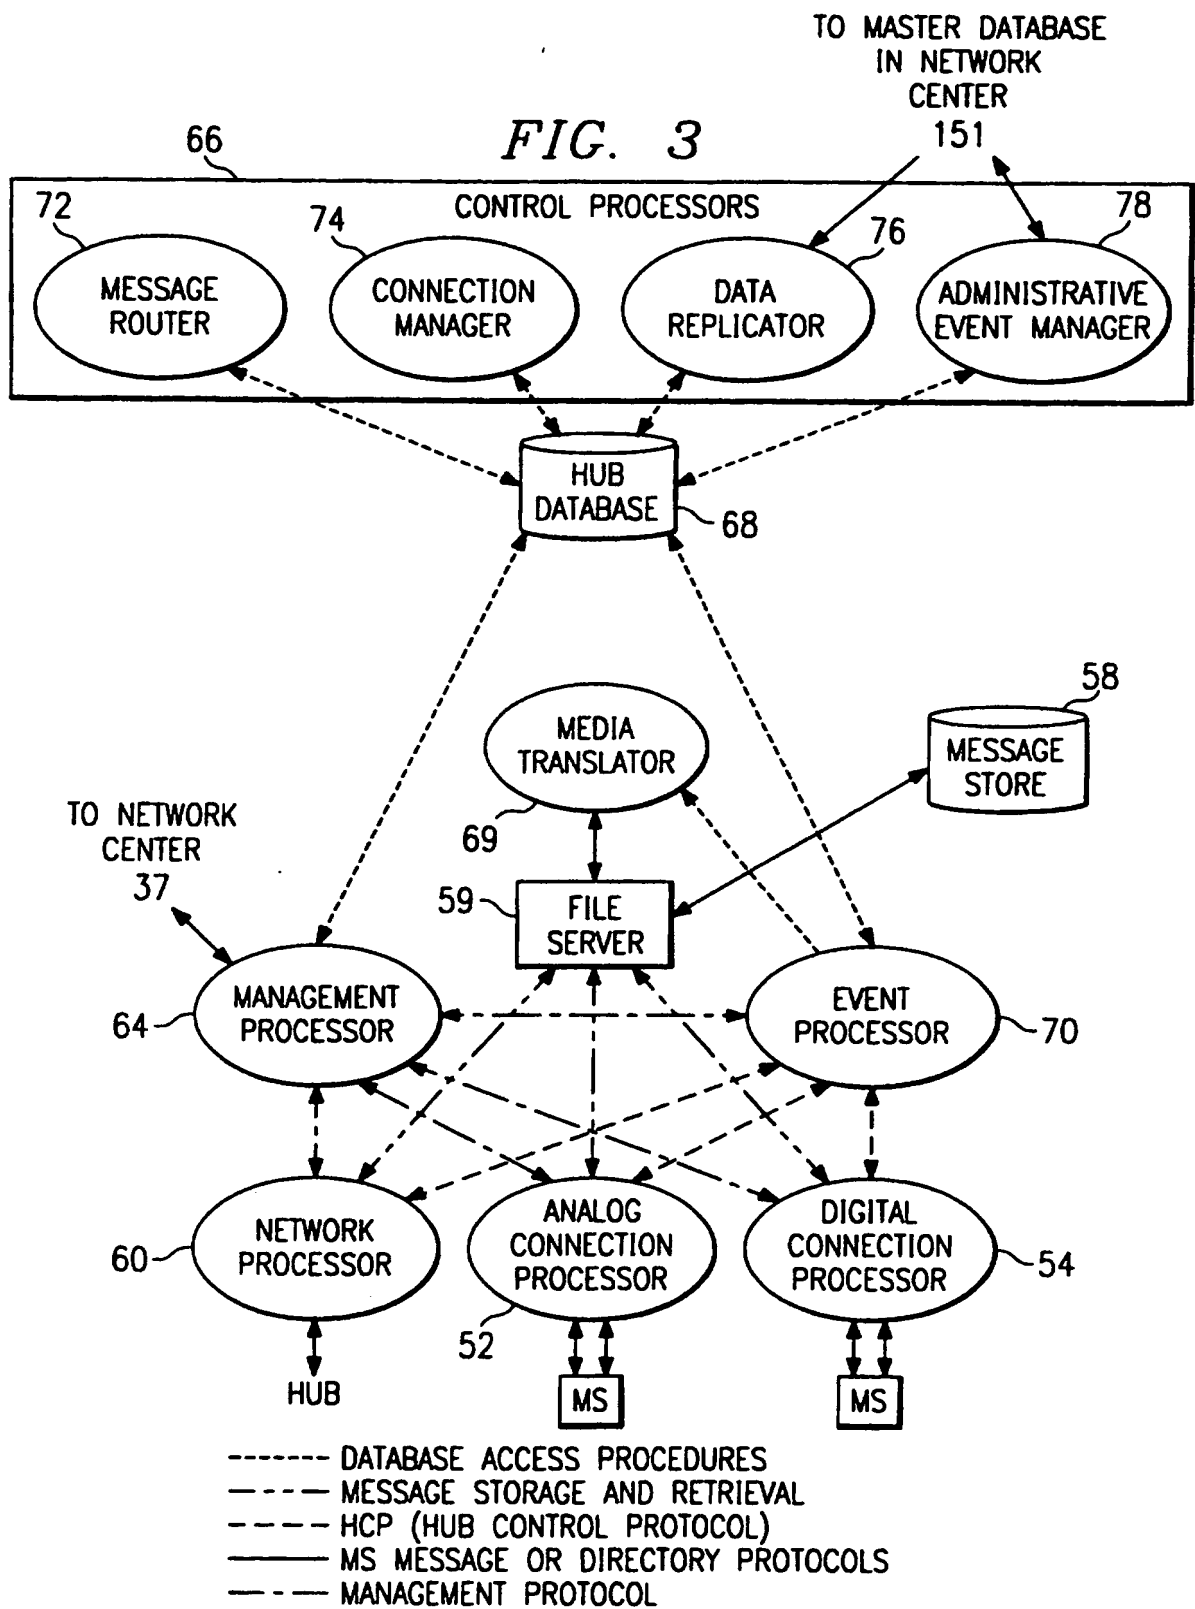 TO MASTER DATABASE
IN NETWORK
CENTER
151
FIG. 3
66
CONTROL PROCESSORS
72
MESSAGE
ROUTER
74
CONNECTION
MANAGER
76
DATA
REPLICATOR
78
ADMINISTRATIVE
EVENT MANAGER
HUB
DATABASE
68
MEDIA
TRANSLATOR
69
58
MESSAGE
STORE
TO NETWORK
CENTER
37
59
FILE
SERVER
MANAGEMENT
PROCESSOR
64
EVENT
PROCESSOR
70
NETWORK
PROCESSOR
60
ANALOG
CONNECTION
PROCESSOR
52
DIGITAL
CONNECTION
PROCESSOR
54
HUB
MS
MS
DATABASE ACCESS PROCEDURES
MESSAGE STORAGE AND RETRIEVAL
HCP (HUB CONTROL PROTOCOL)
MS MESSAGE OR DIRECTORY PROTOCOLS
MANAGEMENT PROTOCOL